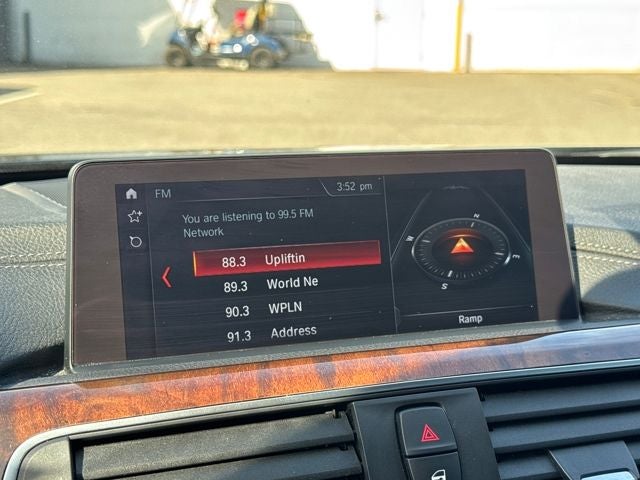 FM
3:52 pm
You are listening to 99.5 FM
Network
88.3 Upliftin
89.3 World Ne
90.3 WPLN
91.3 Address
N
W
E
S
Ramp